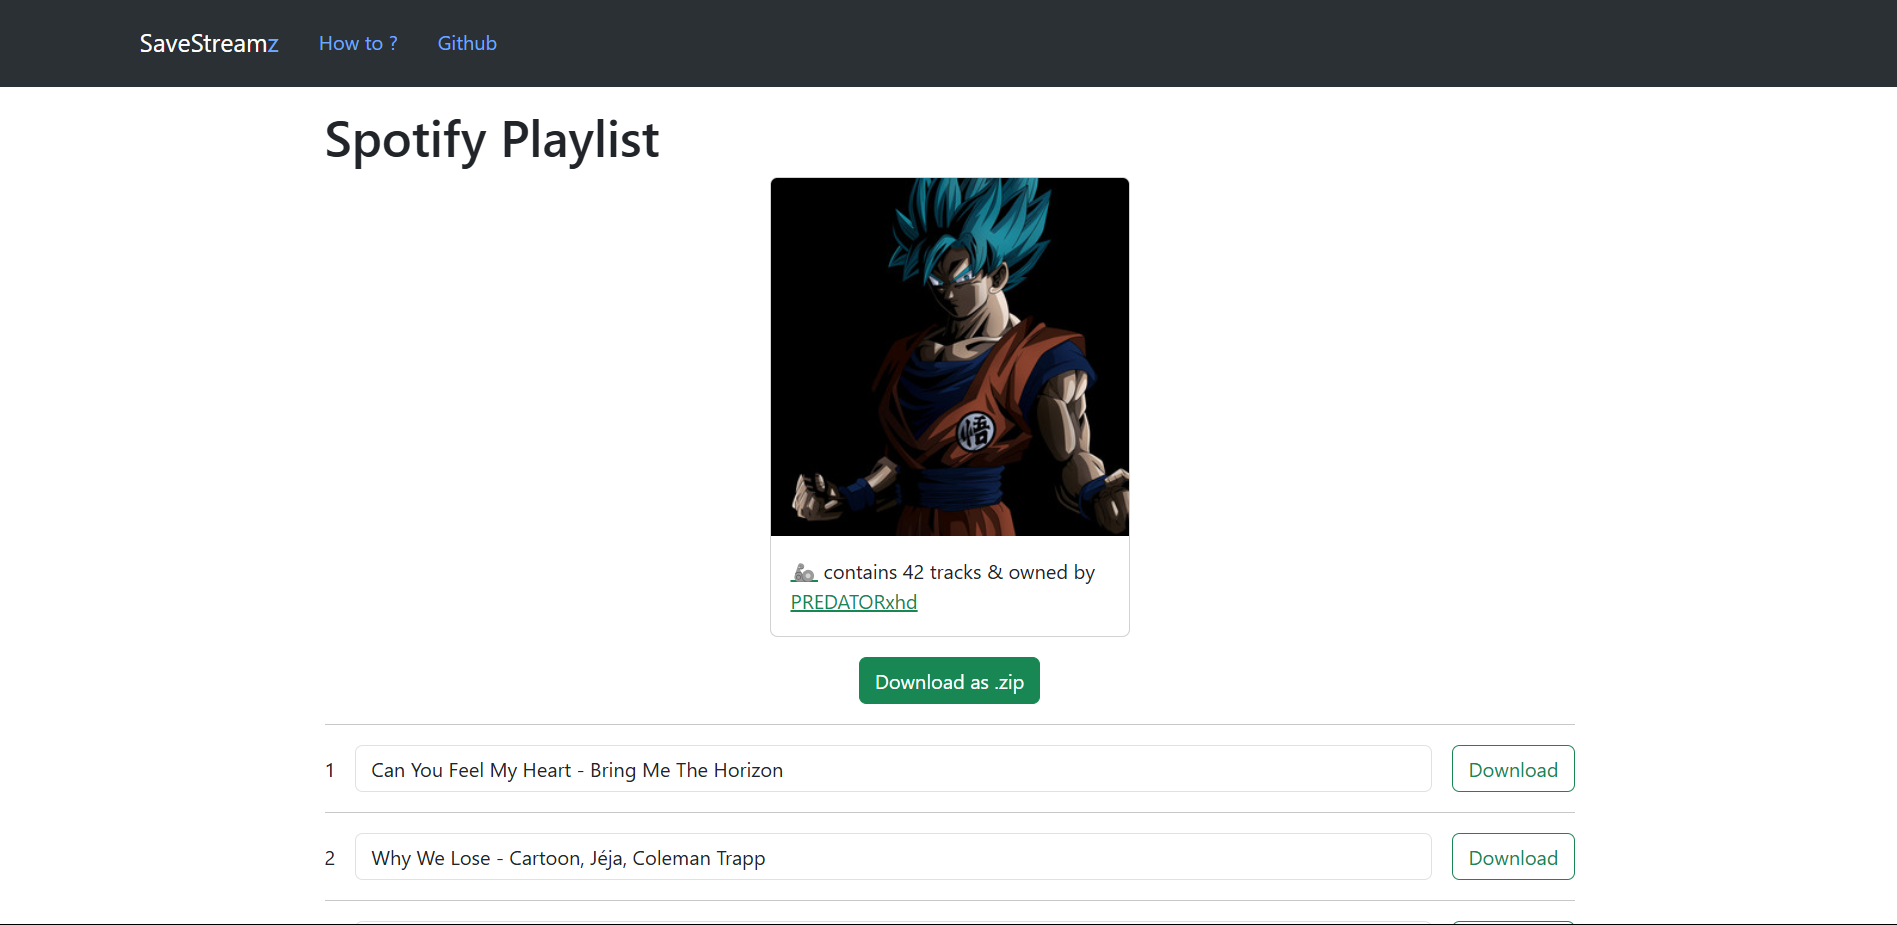 SaveStreamz How to ? Github
Spotify Playlist
悟
🦾 contains 42 tracks & owned by
PREDATORxhd
Download as .zip
1 Can You Feel My Heart - Bring Me The Horizon Download
2 Why We Lose - Cartoon, Jéja, Coleman Trapp Download